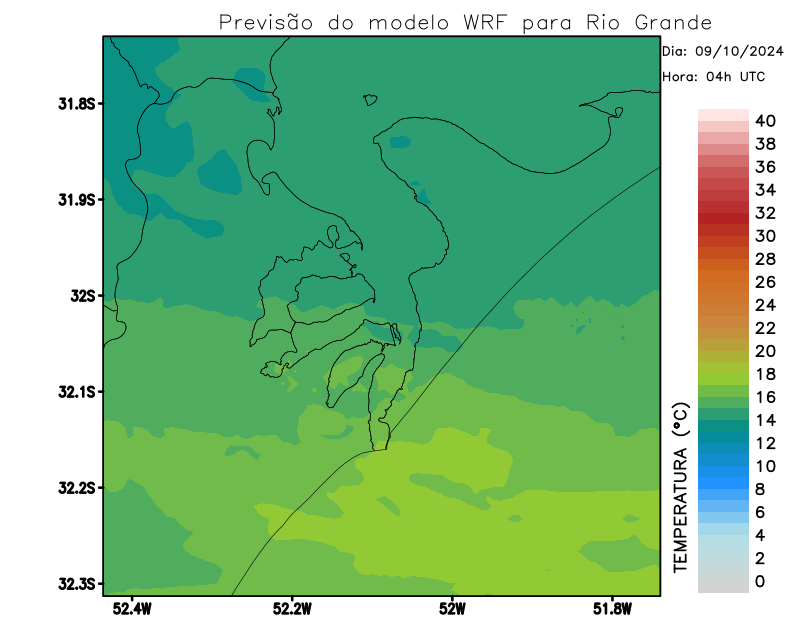 Previsão do modelo WRF para Rio Grande
Dia: 09/10/2024
Hora: 04h UTC
31.8S
31.9S
32S
32.1S
32.2S
32.3S
52.4W
52.2W
52W
51.8W
TEMPERATURA (°C)
40
38
36
34
32
30
28
26
24
22
20
18
16
14
12
10
8
6
4
2
0